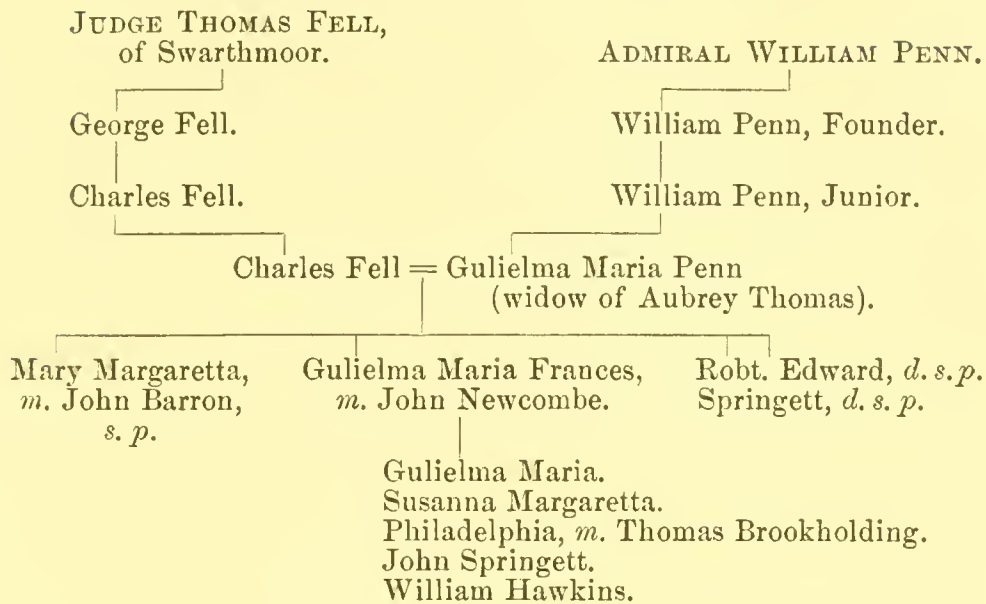 JUDGE THOMAS FELL,
of Swarthmoor.
ADMIRAL WILLIAM PENN.
George Fell.
William Penn, Founder.
Charles Fell.
William Penn, Junior.
Charles Fell = Gulielma Maria Penn
(widow of Aubrey Thomas).
Mary Margaretta,
m. John Barron,
s. p.
Gulielma Maria Frances,
m. John Newcombe.
Robt. Edward, d. s. p.
Springett, d. s. p.
Gulielma Maria.
Susanna Margaretta.
Philadelphia, m. Thomas Brookholding.
John Springett.
William Hawkins.